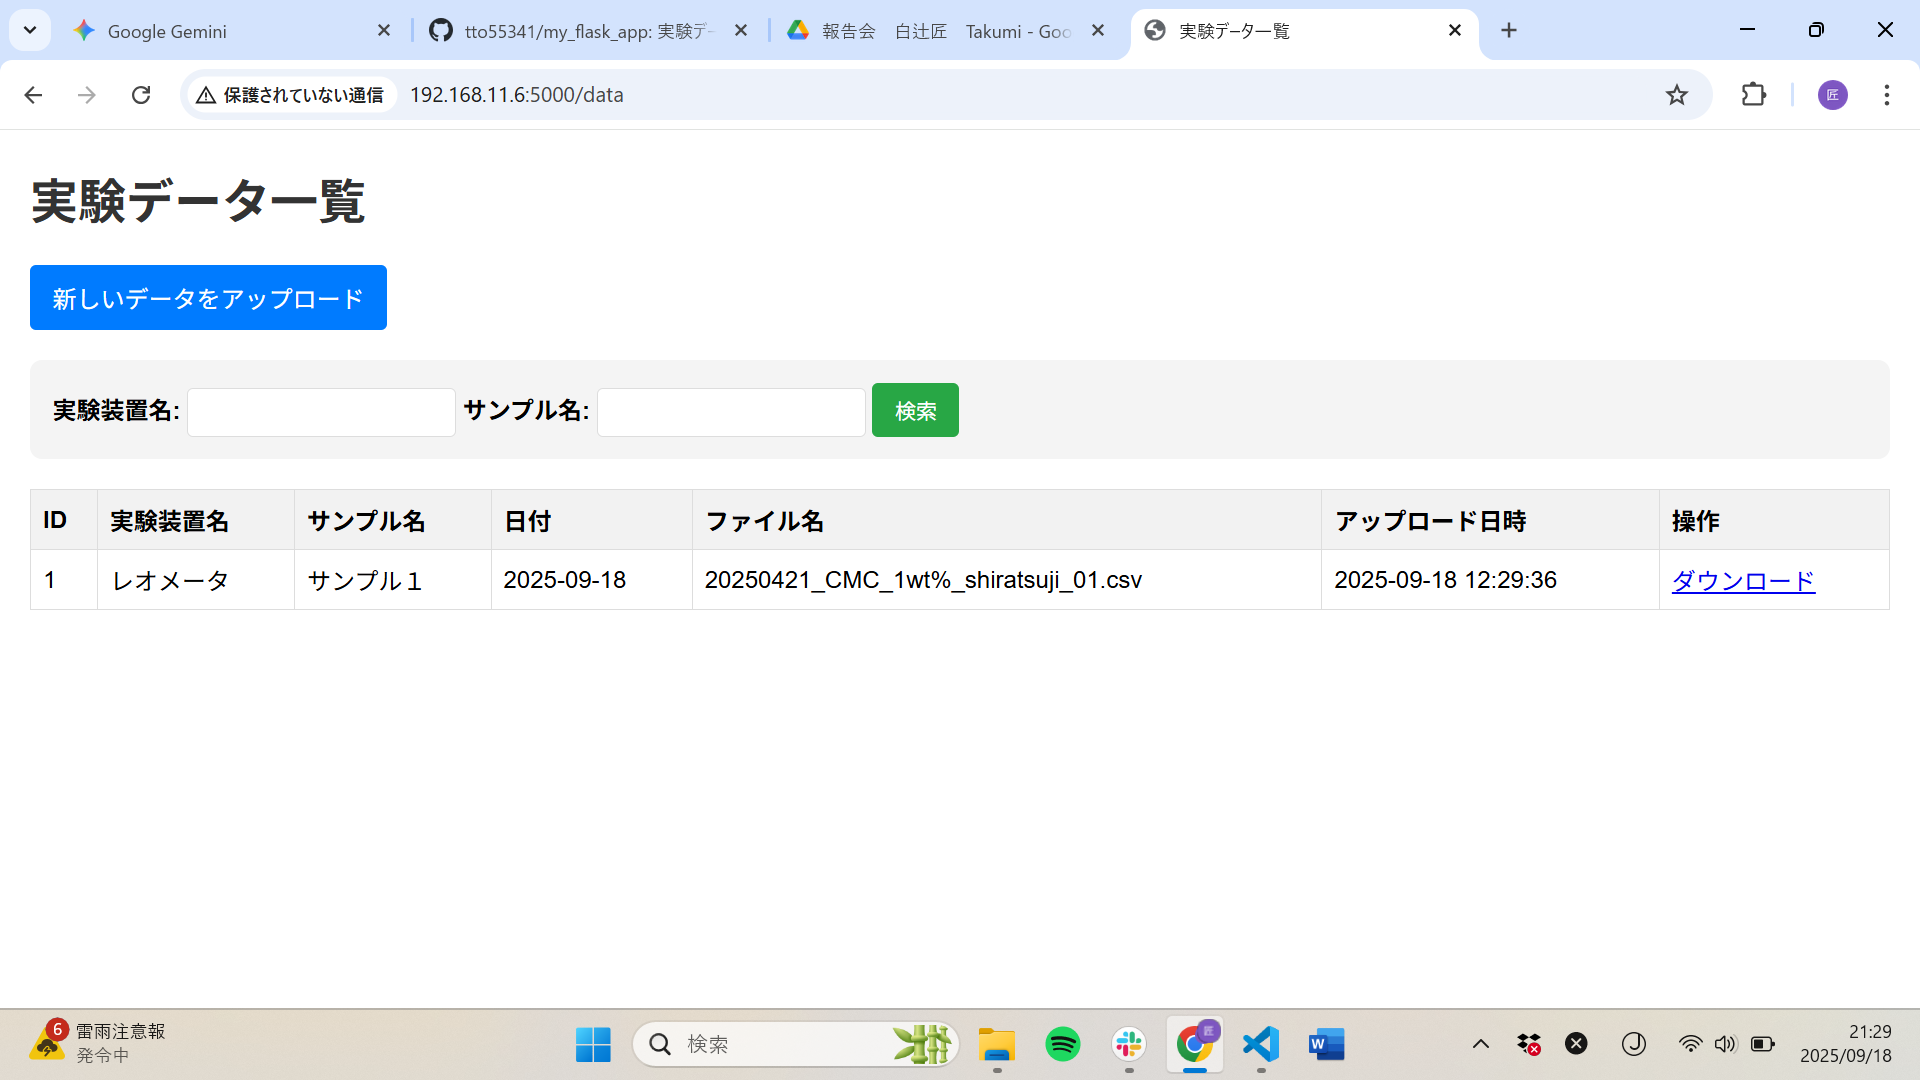 Google Gemini
tto55341/my_flask_app: 実験デー
報告会 白辻匠 Takumi - Goo
実験データ一覧
保護されていない通信
192.168.11.6:5000/data
匠
実験データ一覧
新しいデータをアップロード
実験装置名:
サンプル名:
検索
ID 実験装置名 サンプル名 日付 ファイル名 アップロード日時 操作
1 レオメータ サンプル１ 2025-09-18 20250421_CMC_1wt%_shiratsuji_01.csv 2025-09-18 12:29:36 ダウンロード
6
雷雨注意報
発令中
検索
匠
W
J
21:29
2025/09/18